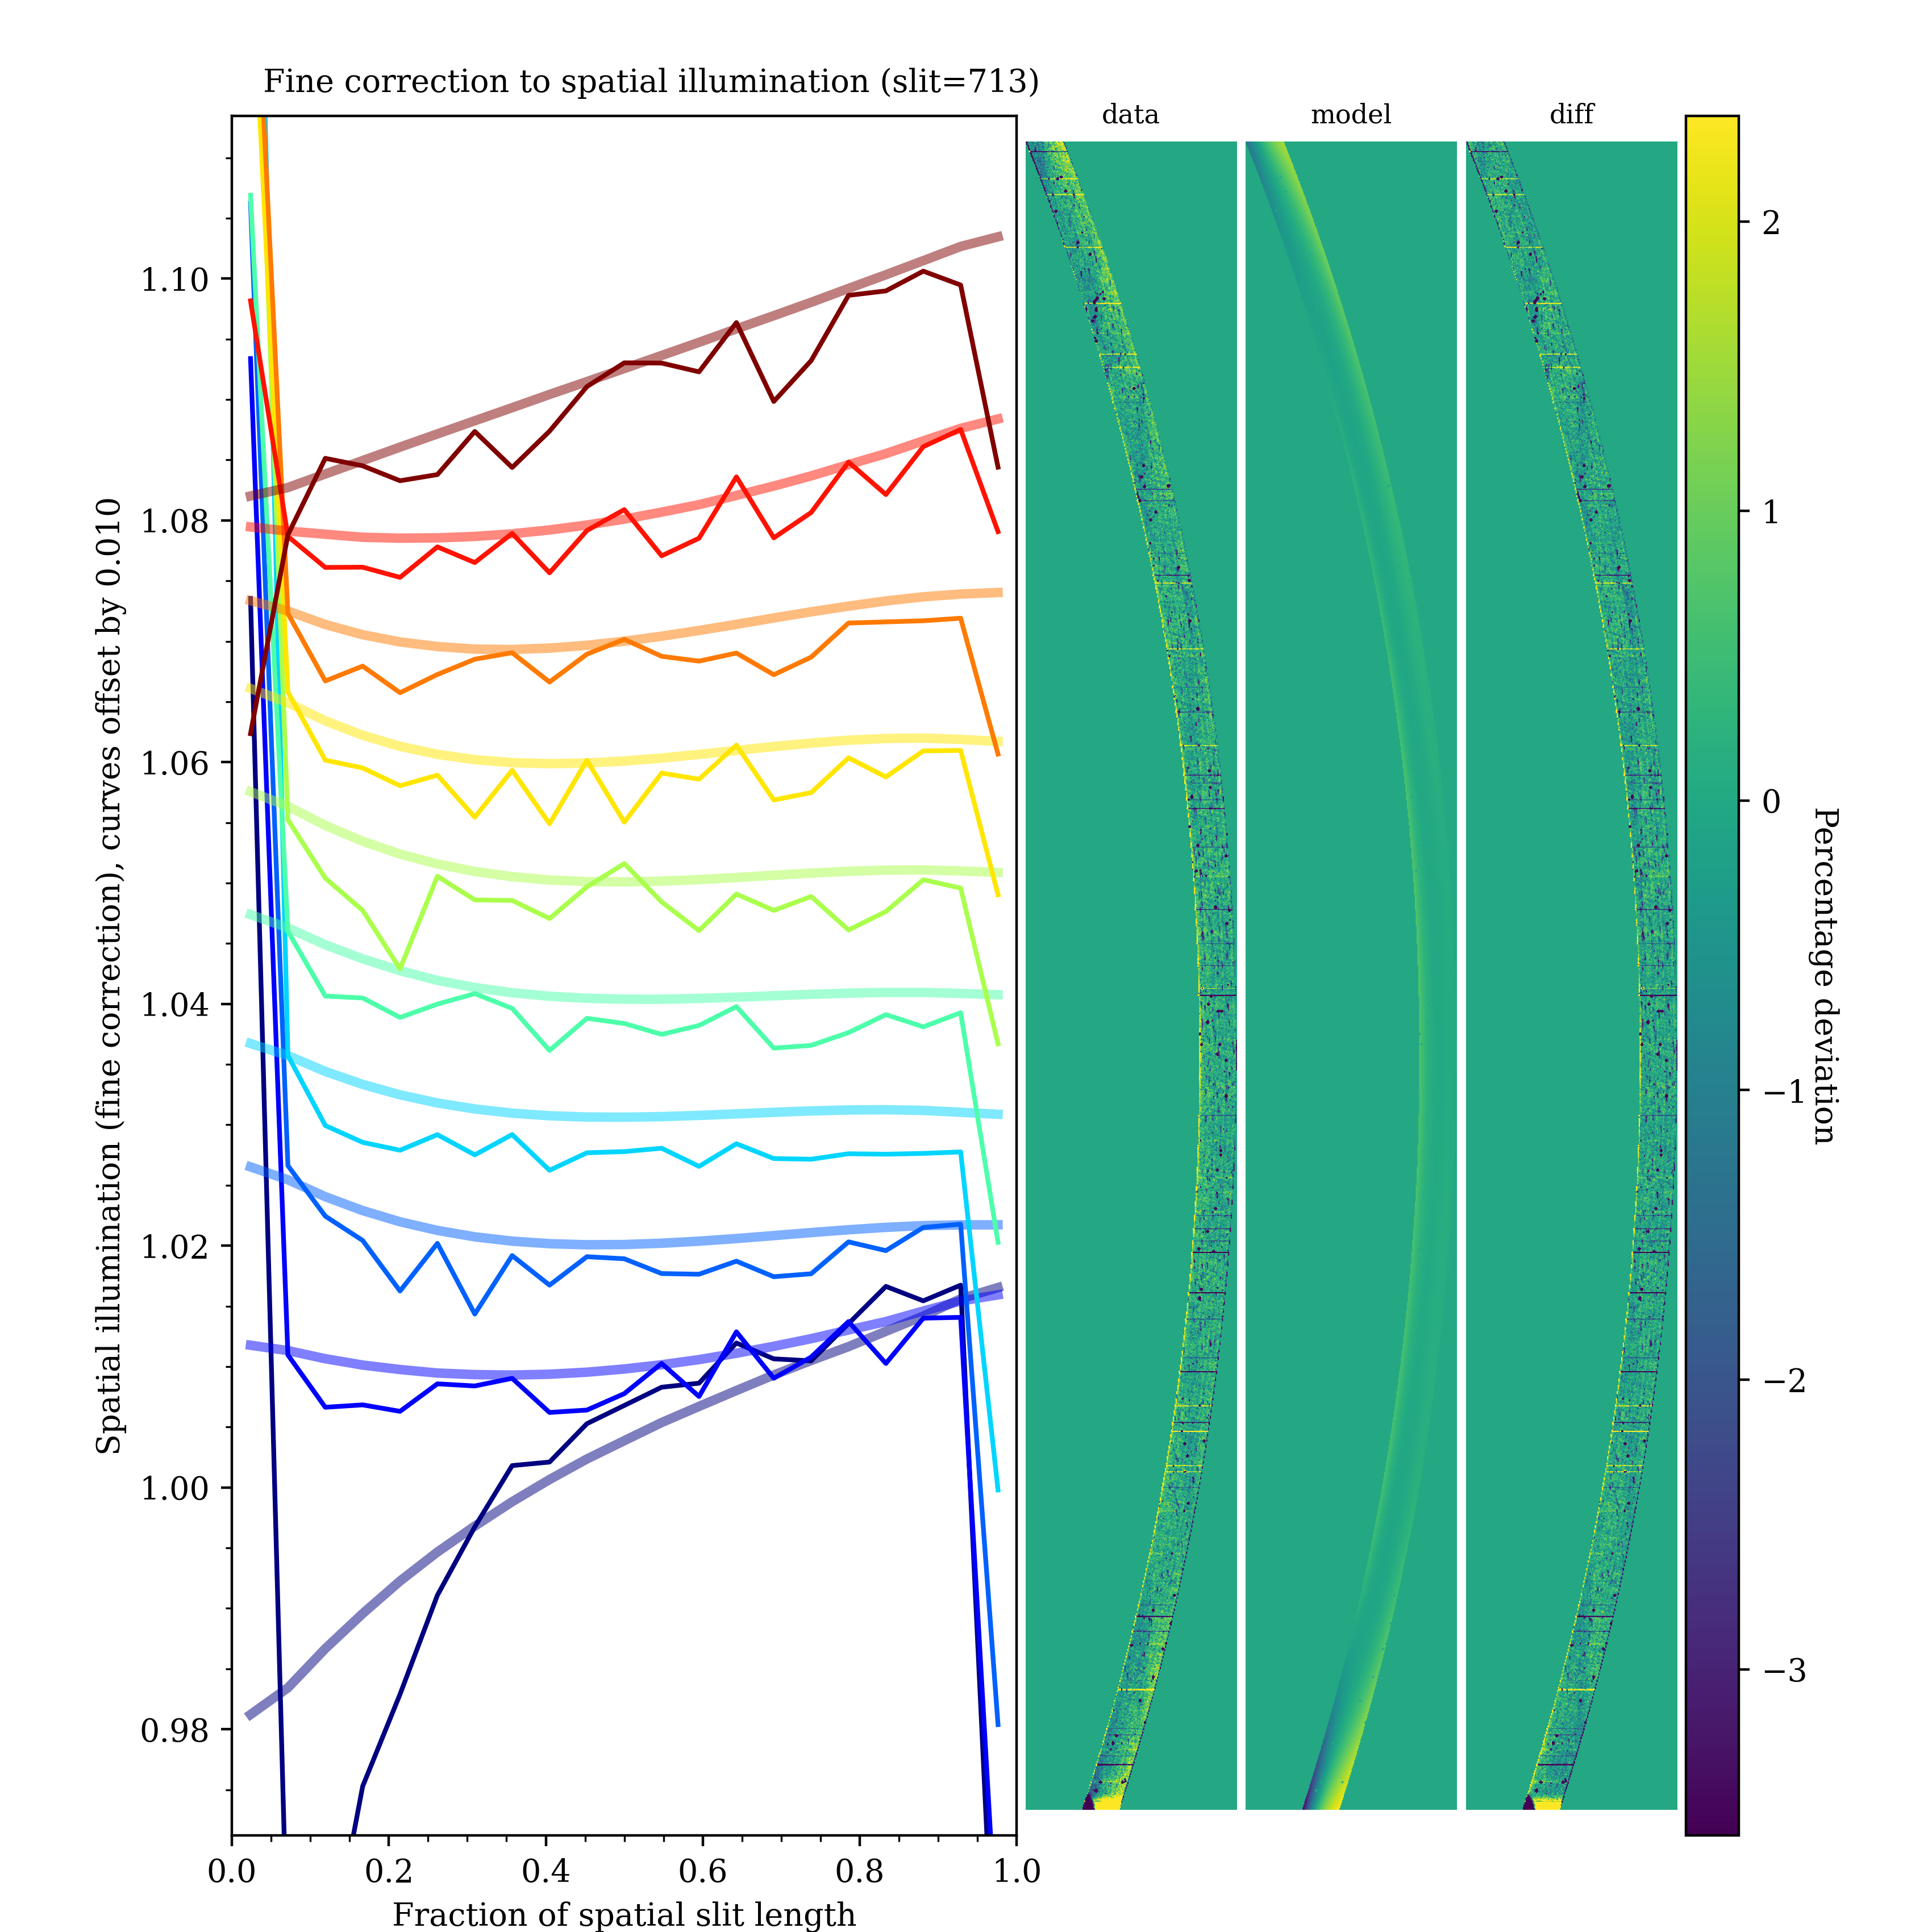 Fine correction to spatial illumination (slit=713)
data
model
diff
Spatial illumination (fine correction), curves offset by 0.010
1.10
1.08
1.06
1.04
1.02
1.00
0.98
0.0
0.2
0.4
0.6
0.8
1.0
Fraction of spatial slit length
2
1
0
−1
−2
−3
Percentage deviation